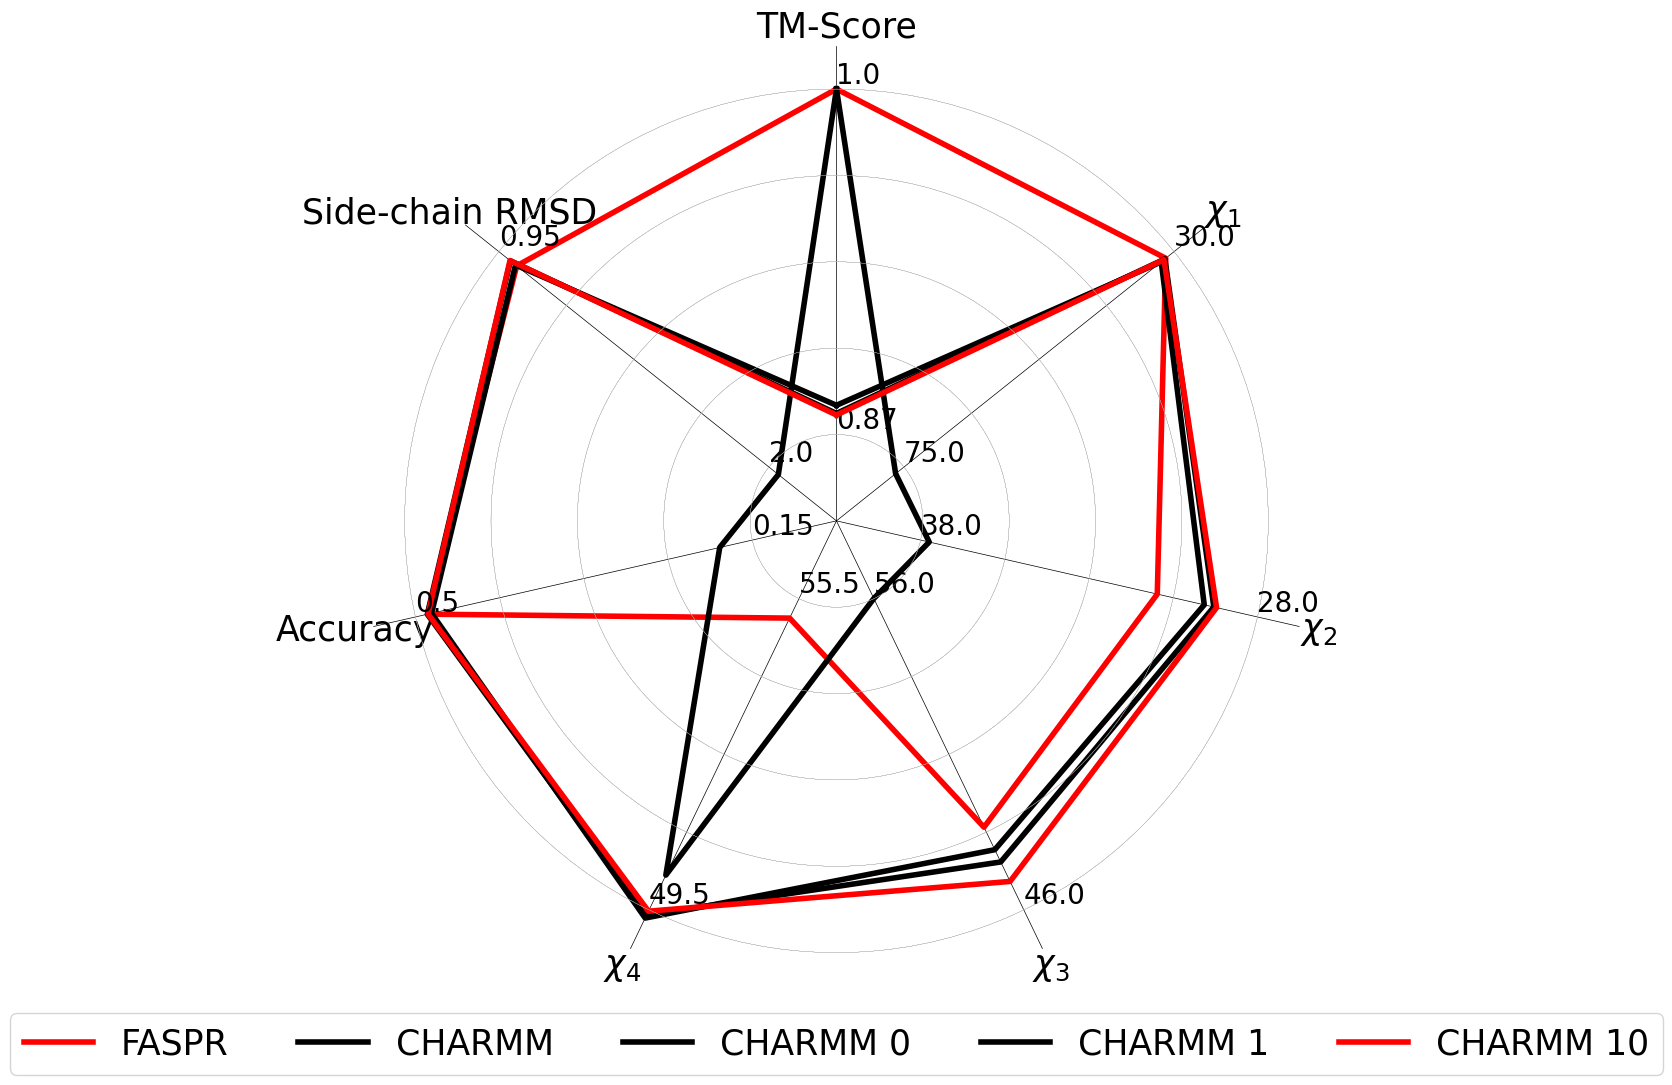 TM-Score
1.0
Side-chain RMSD
χ1
0.95
30.0
0.87
2.0
75.0
0.15
38.0
55.5
56.0
0.5
28.0
Accuracy
χ2
49.5
46.0
χ4
χ3
FASPR CHARMM CHARMM 0 CHARMM 1 CHARMM 10